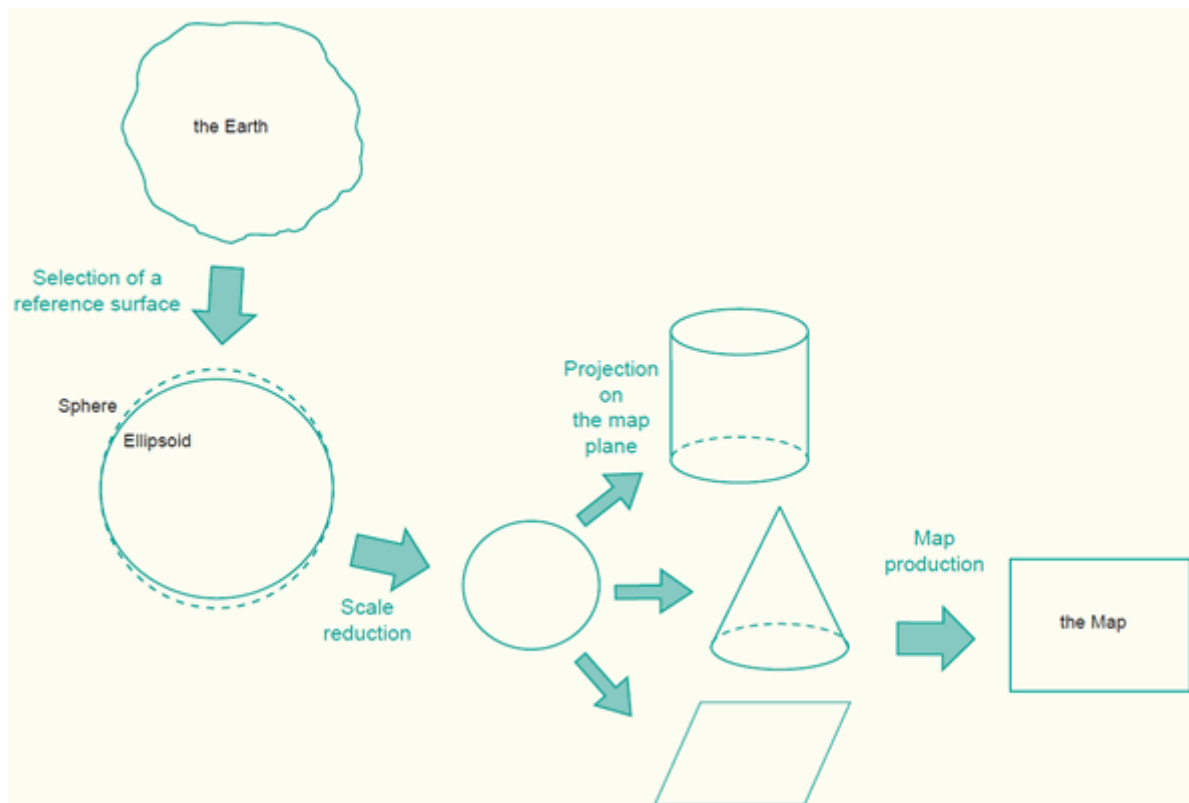 the Earth
Selection of a
reference surface
Sphere
Ellipsoid
Scale
reduction
Projection
on
the map
plane
Map
production
the Map